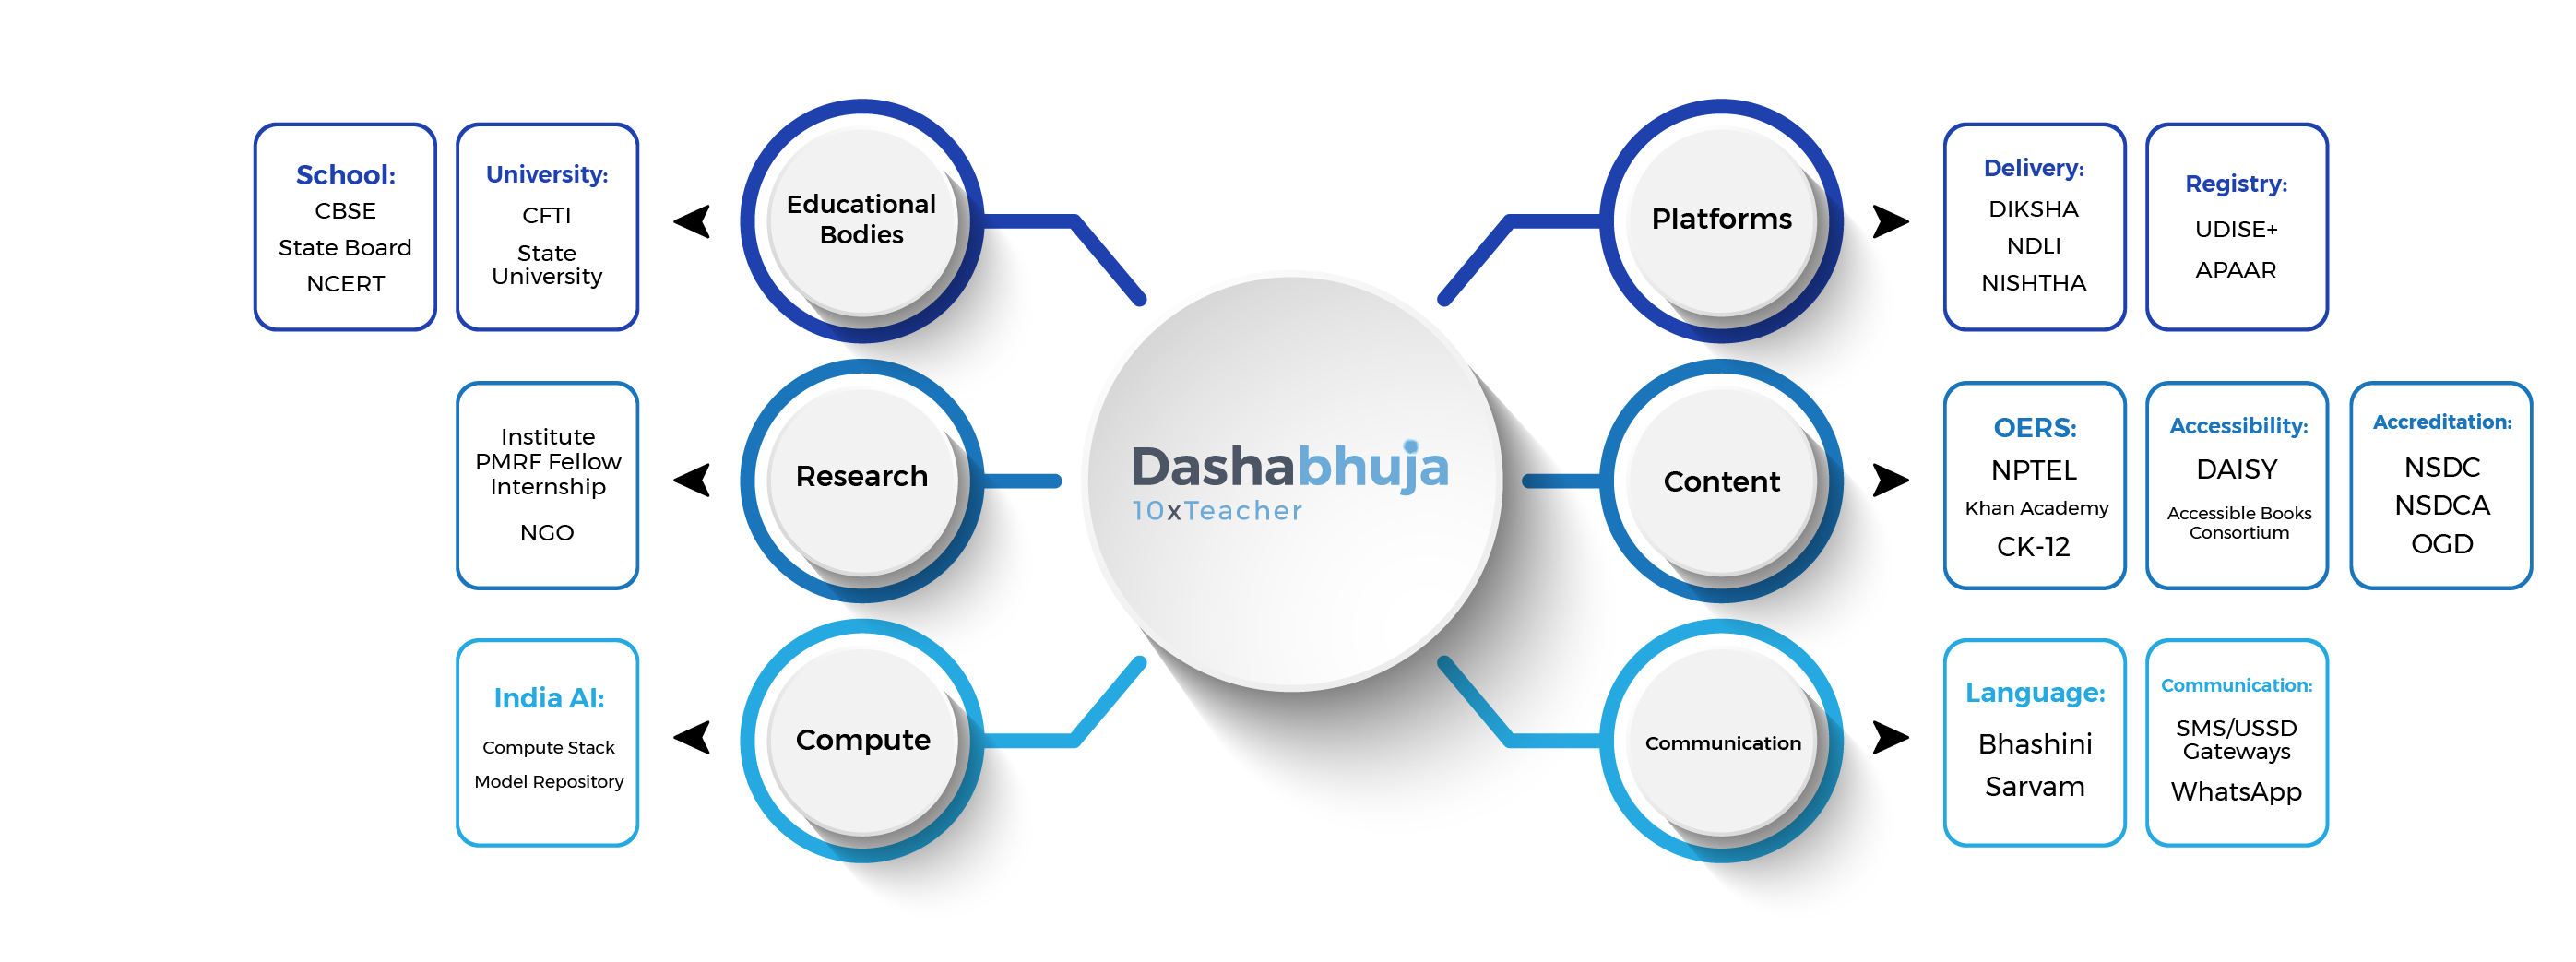 School:
CBSE
State Board
NCERT
University:
CFTI
State
University
Educational
Bodies
Platforms
Delivery:
DIKSHA
NDLI
NISHTHA
Registry:
UDISE+
APAAR
Institute
PMRF Fellow
Internship
NGO
Research
Dashabhuja
10xTeacher
Content
OERS:
NPTEL
Khan Academy
CK-12
Accessibility:
DAISY
Accessible Books
Consortium
Accreditation:
NSDC
NSDCA
OGD
India AI:
Compute Stack
Model Repository
Compute
Communication
Language:
Bhashini
Sarvam
Communication:
SMS/USSD
Gateways
WhatsApp